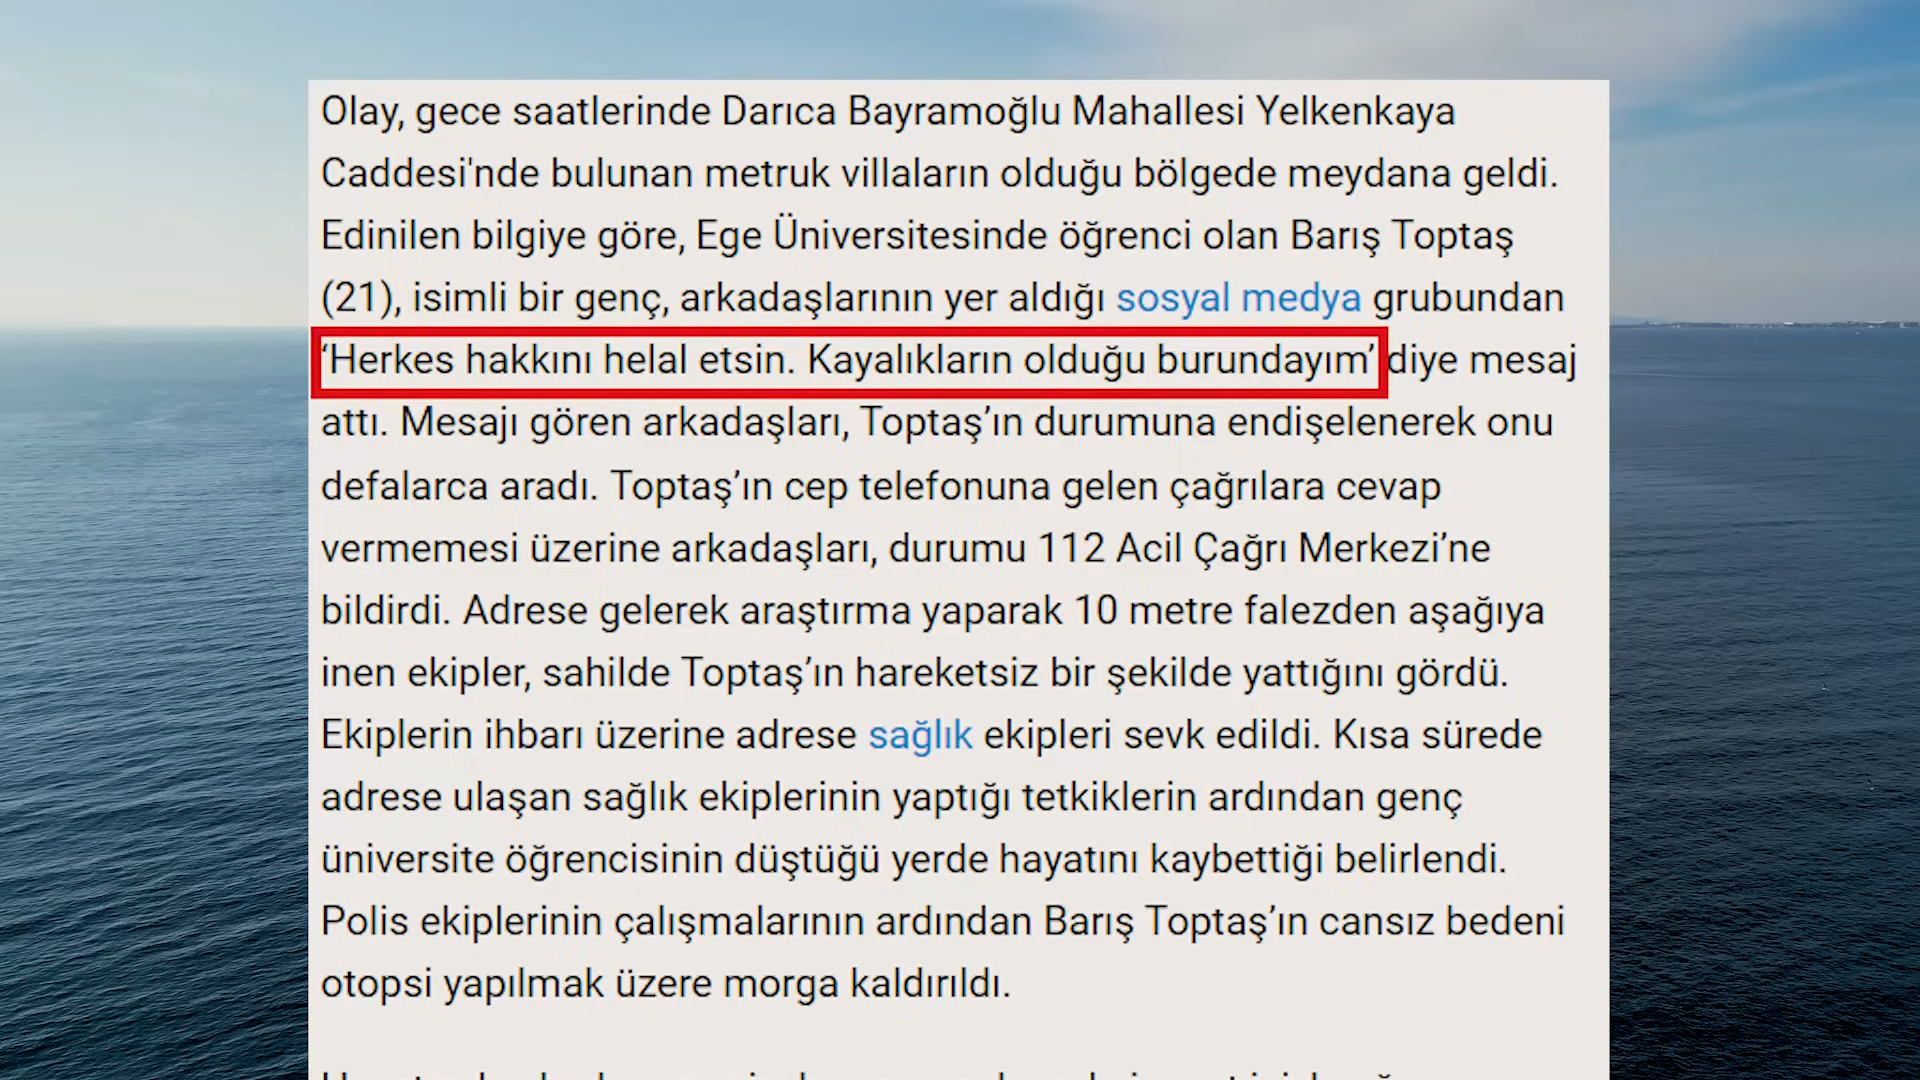 Olay, gece saatlerinde Darıca Bayramoğlu Mahallesi Yelkenkaya
Caddesi'nde bulunan metruk villaların olduğu bölgede meydana geldi.
Edinilen bilgiye göre, Ege Üniversitesinde öğrenci olan Barış Toptaş
(21), isimli bir genç, arkadaşlarının yer aldığı sosyal medya grubundan
‘Herkes hakkını helal etsin. Kayalıkların olduğu burundayım’ diye mesaj
attı. Mesajı gören arkadaşları, Toptaş’ın durumuna endişelenerek onu
defalarca aradı. Toptaş’ın cep telefonuna gelen çağrılara cevap
vermemesi üzerine arkadaşları, durumu 112 Acil Çağrı Merkezi’ne
bildirdi. Adrese gelerek araştırma yaparak 10 metre falezden aşağıya
inen ekipler, sahilde Toptaş’ın hareketsiz bir şekilde yattığını gördü.
Ekiplerin ihbarı üzerine adrese sağlık ekipleri sevk edildi. Kısa sürede
adrese ulaşan sağlık ekiplerinin yaptığı tetkiklerin ardından genç
üniversite öğrencisinin düştüğü yerde hayatını kaybettiği belirlendi.
Polis ekiplerinin çalışmalarının ardından Barış Toptaş’ın cansız bedeni
otopsi yapılmak üzere morga kaldırıldı.